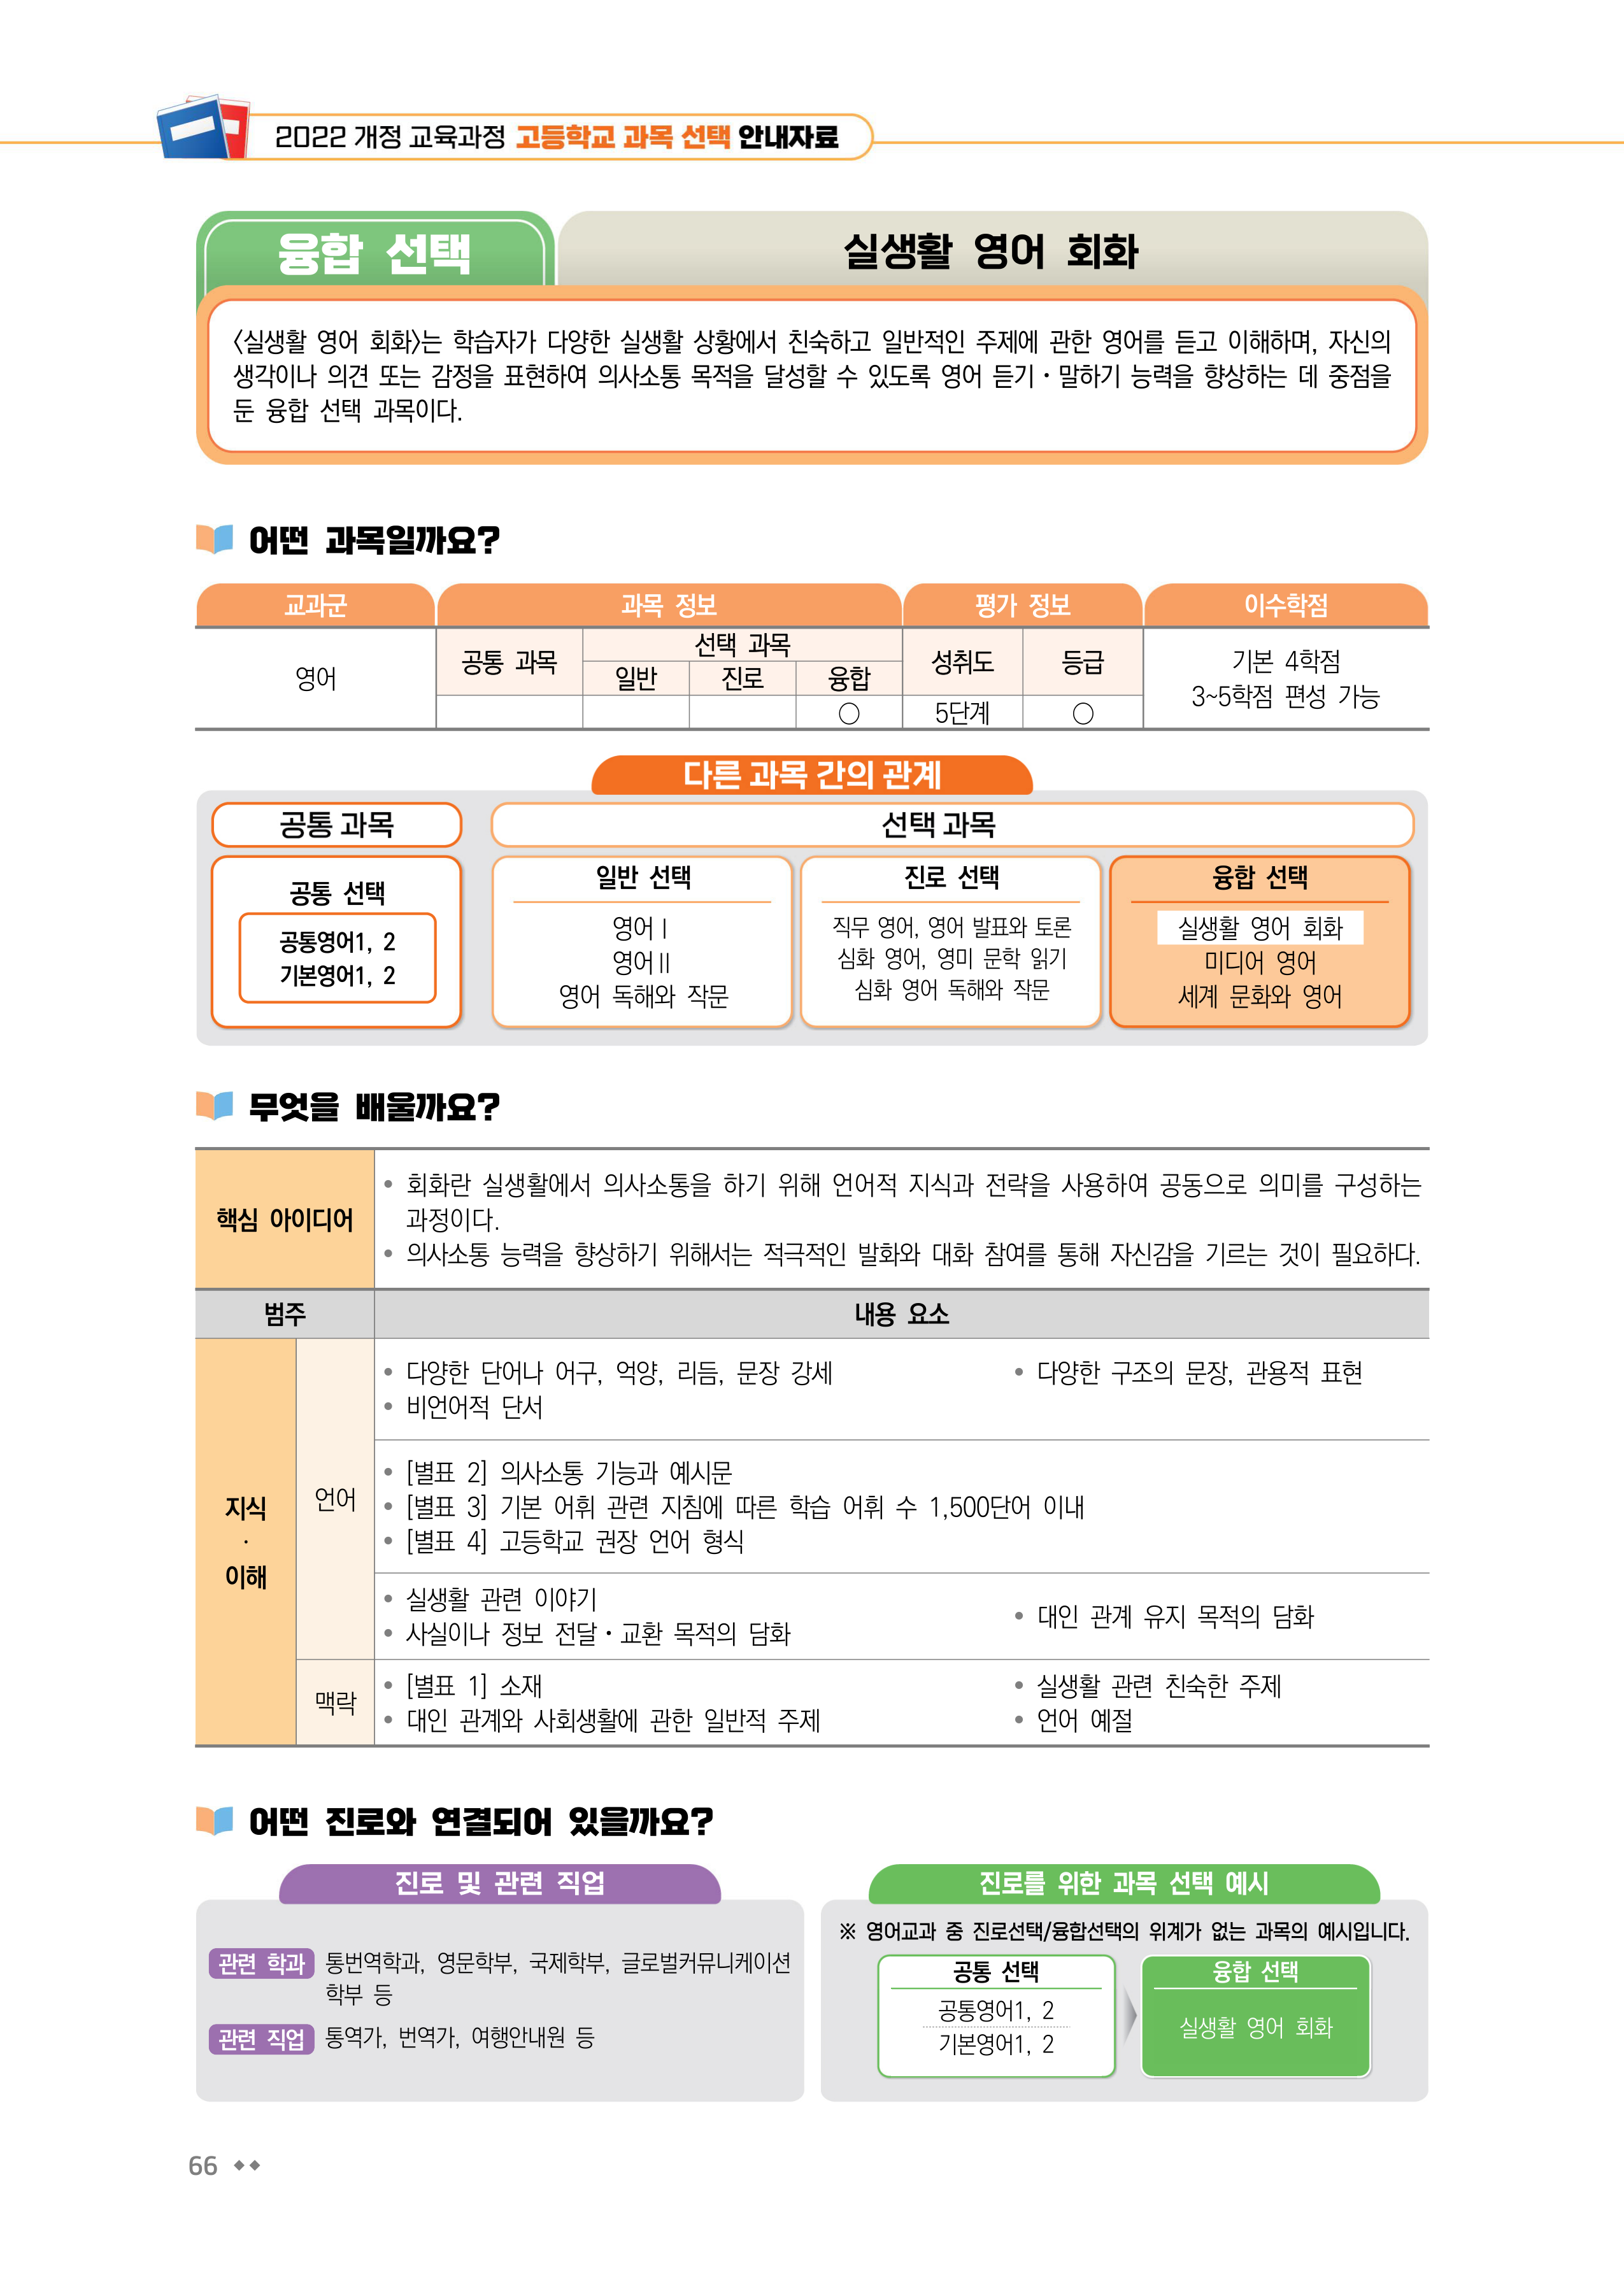 2022 개정 교육과정 고등학교 과목 선택 안내자료
융합 선택
실생활 영어 회화
<실생활 영어 회화>는 학습자가 다양한 실생활 상황에서 친숙하고 일반적인 주제에 관한 영어를 듣고 이해하며, 자신의
생각이나 의견 또는 감정을 표현하여 의사소통 목적을 달성할 수 있도록 영어 듣기·말하기 능력을 향상하는 데 중점을
둔 융합 선택 과목이다.
어떤 과목일까요?
교과군 과목 정보 평가 정보 이수학점
영어
공통 과목
선택 과목
일반 진로 융합
성취도 등급
○ 5단계 ○
기본 4학점
3~5학점 편성 가능
다른 과목 간의 관계
공통 과목
선택 과목
공통 선택
공통영어1, 2
기본영어1, 2
일반 선택
영어Ⅰ
영어Ⅱ
영어 독해와 작문
진로 선택
직무 영어, 영어 발표와 토론
심화 영어, 영미 문학 읽기
심화 영어 독해와 작문
융합 선택
실생활 영어 회화
미디어 영어
세계 문화와 영어
무엇을 배울까요?
핵심 아이디어
• 회화란 실생활에서 의사소통을 하기 위해 언어적 지식과 전략을 사용하여 공동으로 의미를 구성하는
과정이다.
• 의사소통 능력을 향상하기 위해서는 적극적인 발화와 대화 참여를 통해 자신감을 기르는 것이 필요하다.
범주 내용 요소
지식
·
이해
언어
• 다양한 단어나 어구, 억양, 리듬, 문장 강세 • 다양한 구조의 문장, 관용적 표현
• 비언어적 단서
• [별표 2] 의사소통 기능과 예시문
• [별표 3] 기본 어휘 관련 지침에 따른 학습 어휘 수 1,500단어 이내
• [별표 4] 고등학교 권장 언어 형식
• 실생활 관련 이야기
• 사실이나 정보 전달·교환 목적의 담화
• 대인 관계 유지 목적의 담화
맥락
• [별표 1] 소재 • 실생활 관련 친숙한 주제
• 대인 관계와 사회생활에 관한 일반적 주제 • 언어 예절
어떤 진로와 연결되어 있을까요?
진로 및 관련 직업
관련 학과 통번역학과, 영문학부, 국제학부, 글로벌커뮤니케이션
학부 등
관련 직업 통역가, 번역가, 여행안내원 등
진로를 위한 과목 선택 예시
※ 영어교과 중 진로선택/융합선택의 위계가 없는 과목의 예시입니다.
공통 선택
공통영어1, 2
기본영어1, 2
융합 선택
실생활 영어 회화
66